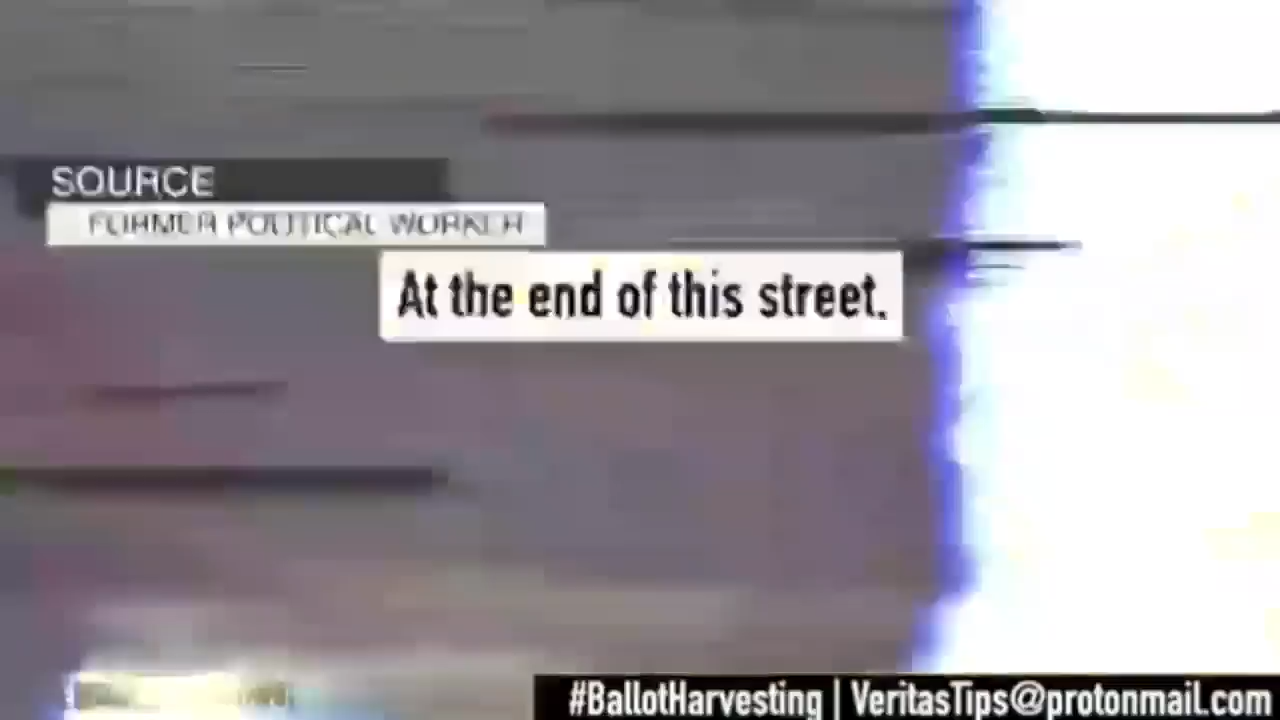 SOURCE
FORMER POLITICAL WORKER
At the end of this street.
#BallotHarvesting | VeritasTips@protonmail.com